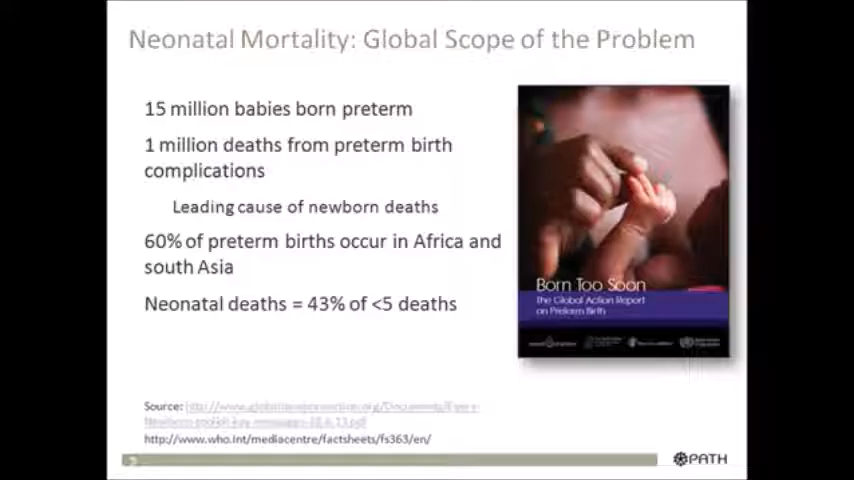 Neonatal Mortality: Global Scope of the Problem
15 million babies born preterm
1 million deaths from preterm birth
complications
Leading cause of newborn deaths
60% of preterm births occur in Africa and
south Asia
Neonatal deaths = 43% of <5 deaths
Born Too Soon
The Global Action Report
on Preterm Birth
Source:
http://www.who.int/mediacentre/factsheets/fs363/en/
2
PATH